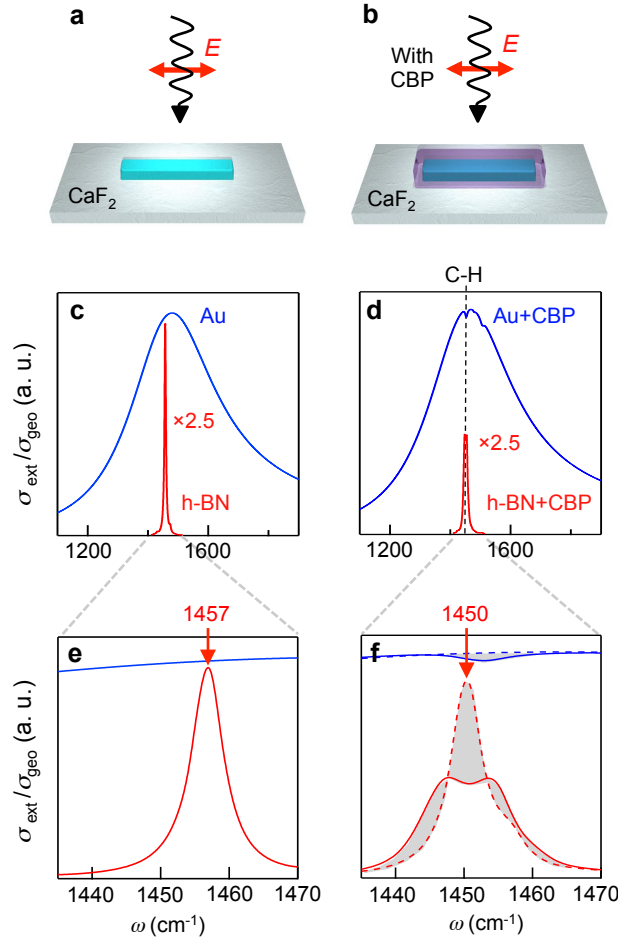 a
E
CaF₂
b
With
CBP
E
CaF₂
c
Au
×2.5
h-BN
1200
1600
C-H
d
Au+CBP
×2.5
h-BN+CBP
1200
1600
σext/σgeo (a. u.)
1457
e
1440
1450
1460
1470
ω (cm⁻¹)
1450
f
1440
1450
1460
1470
ω (cm⁻¹)
σext/σgeo (a. u.)